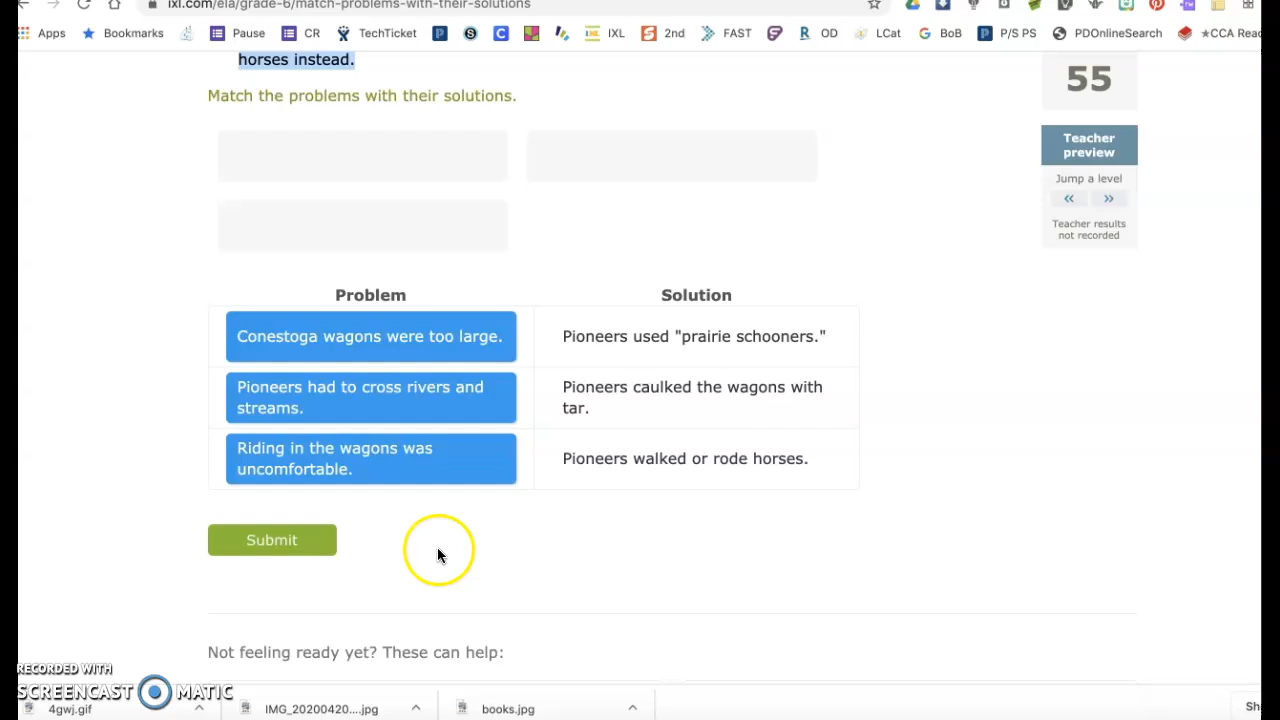 ixl.com/ela/grade-6/match-problems-with-their-solutions
Apps Bookmarks Pause CR TechTicket IXL 2nd FAST OD LCat BoB P/S PS PDOnlineSearch ★CCA Read
horses instead.
55
Match the problems with their solutions.
Teacher
preview
Jump a level
« »
Teacher results
not recorded
Problem Solution
Conestoga wagons were too large. Pioneers used "prairie schooners."
Pioneers had to cross rivers and
streams.
Pioneers caulked the wagons with
tar.
Riding in the wagons was
uncomfortable.
Pioneers walked or rode horses.
Submit
Not feeling ready yet? These can help:
RECORDED WITH
SCREENCAST MATIC
4gwj.gif IMG_20200420....jpg books.jpg Sh